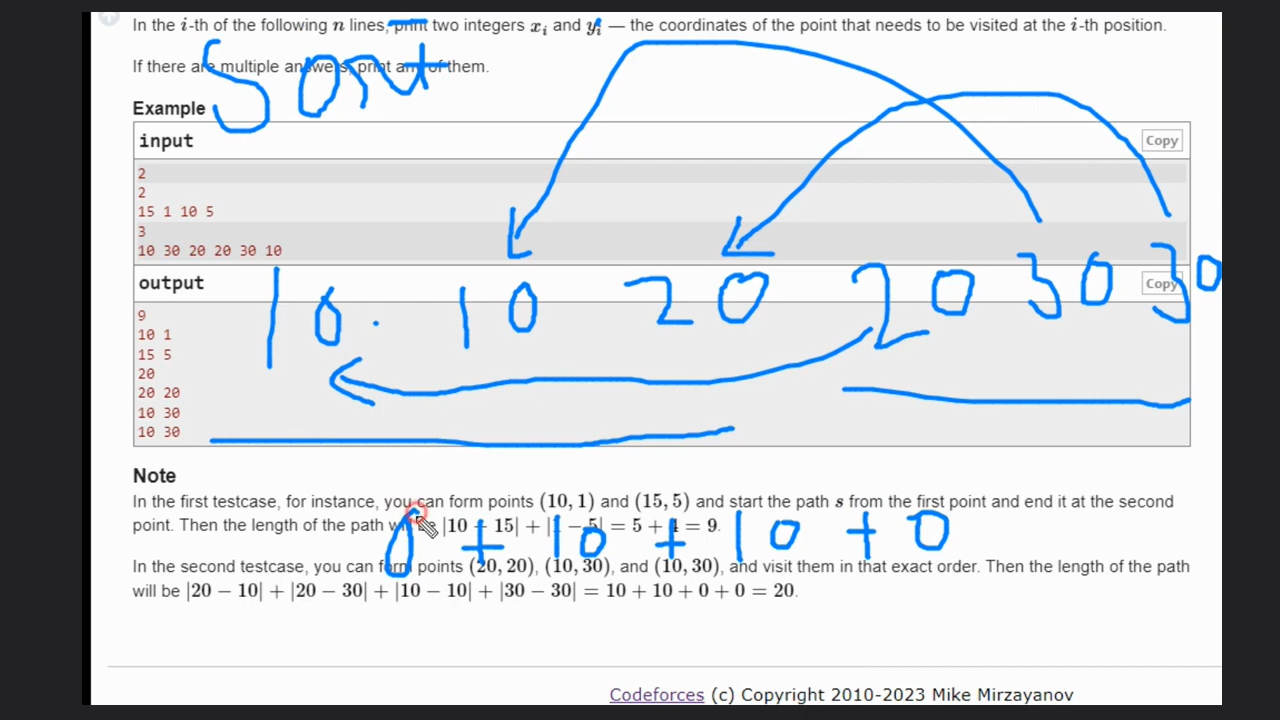 In the i-th of the following n lines, print two integers xᵢ and yᵢ — the coordinates of the point that needs to be visited at the i-th position.
Sort
If there are multiple answers, print any of them.
Example
input
Copy
2
2
15 1 10 5
3
10 30 20 20 30 10
output
Copy
10. 10 20 20 30 30
9
10 1
15 5
20
20 20
10 30
10 30
Note
In the first testcase, for instance, you can form points (10, 1) and (15, 5) and start the path s from the first point and end it at the second
point. Then the length of the path will be |10 − 15| + |1 − 5| = 5 + 4 = 9.
0 + 10 + 10 + 0
In the second testcase, you can form points (20, 20), (10, 30), and (10, 30), and visit them in that exact order. Then the length of the path
will be |20 − 10| + |20 − 30| + |10 − 10| + |30 − 30| = 10 + 10 + 0 + 0 = 20.
Codeforces (c) Copyright 2010-2023 Mike Mirzayanov